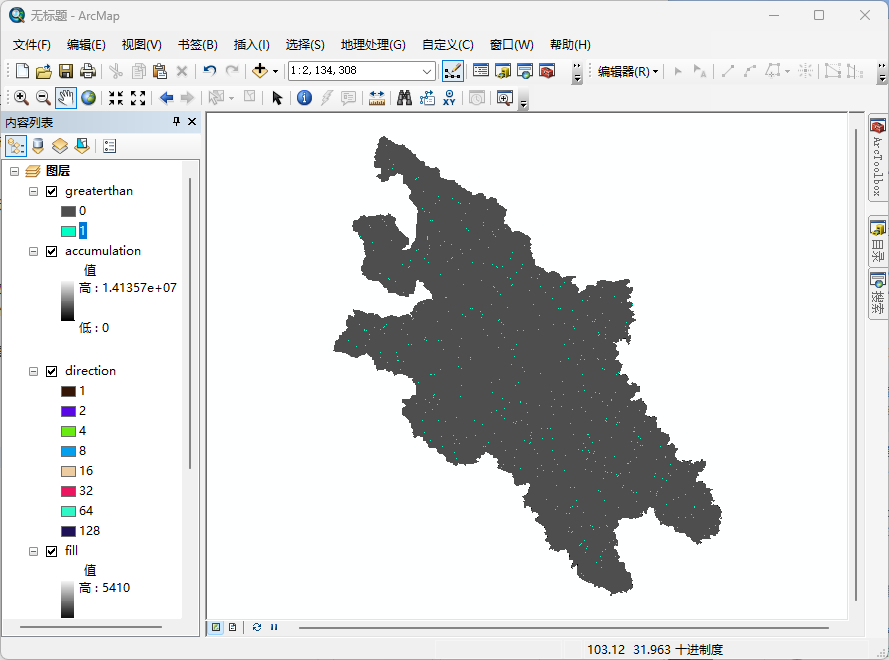 无标题 - ArcMap
文件(F) 编辑(E) 视图(V) 书签(B) 插入(I) 选择(S) 地理处理(G) 自定义(C) 窗口(W) 帮助(H)
1:2,134,308
编辑器(R)
XY
内容列表
图层
greaterthan
0
1
accumulation
值
高 : 1.41357e+07
低 : 0
direction
1
2
4
8
16
32
64
128
fill
值
高 : 5410
ArcToolbox
目录
搜索
103.12 31.963 十进制度